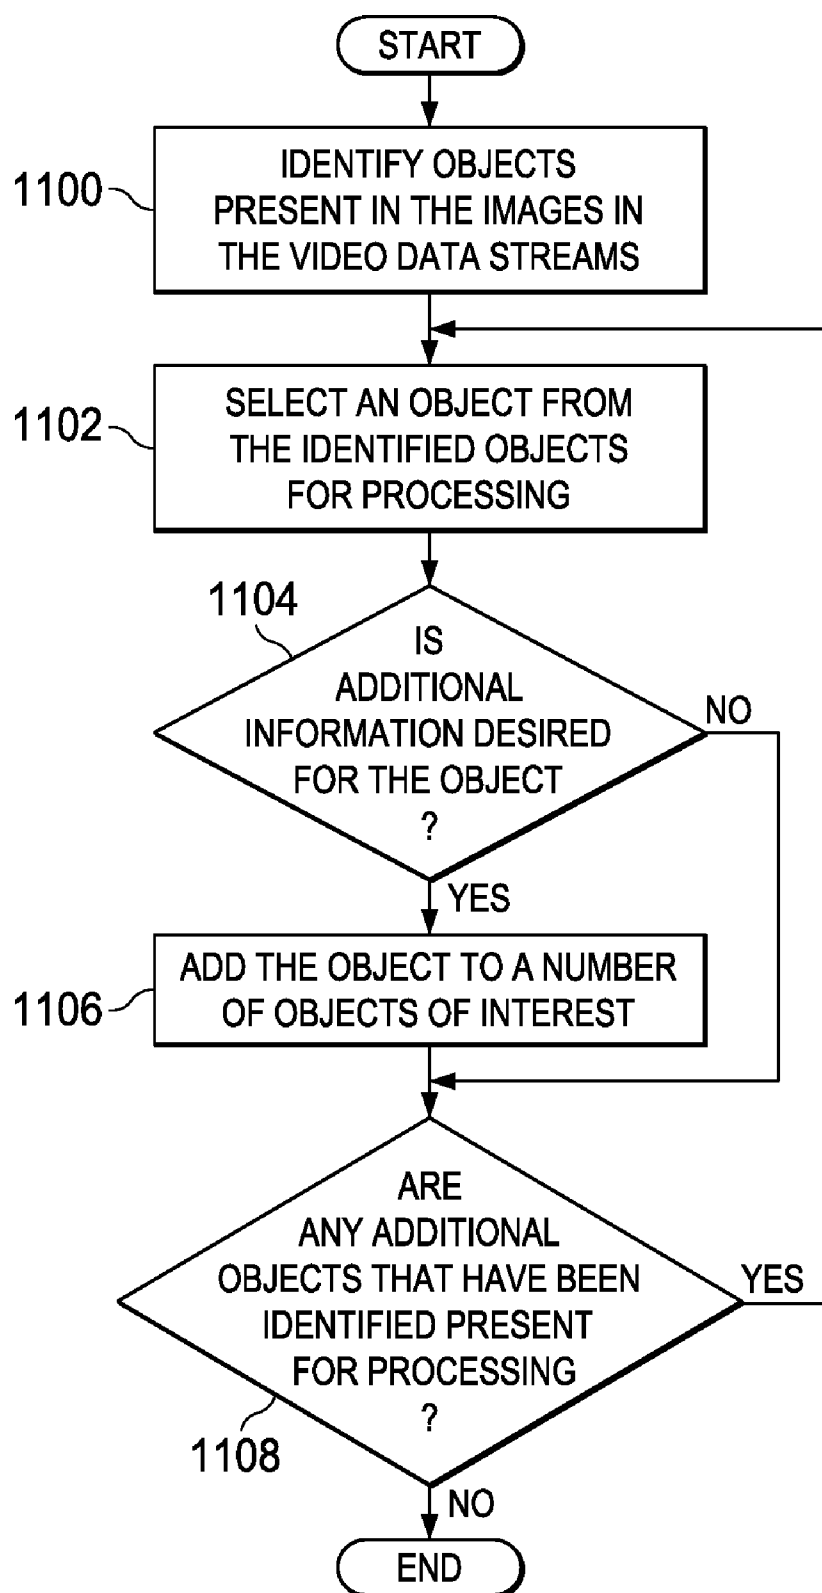 START
1100
IDENTIFY OBJECTS
PRESENT IN THE IMAGES IN
THE VIDEO DATA STREAMS
1102
SELECT AN OBJECT FROM
THE IDENTIFIED OBJECTS
FOR PROCESSING
1104
IS
ADDITIONAL
INFORMATION DESIRED
FOR THE OBJECT
?
NO
YES
1106
ADD THE OBJECT TO A NUMBER
OF OBJECTS OF INTEREST
ARE
ANY ADDITIONAL
OBJECTS THAT HAVE BEEN
IDENTIFIED PRESENT
FOR PROCESSING
?
YES
1108
NO
END